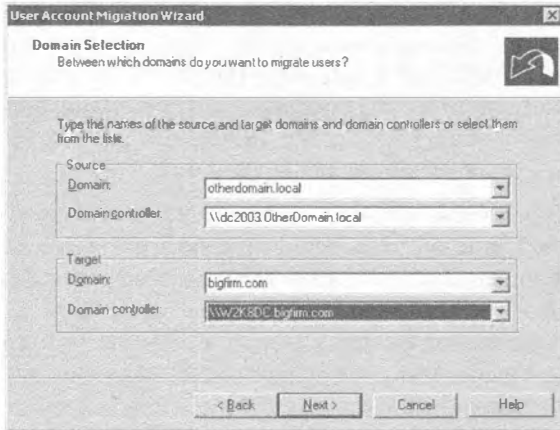 User Account Migration Wizard
Domain Selection
Between which domains do you want to migrate users?
Type the names of the source and target domains and domain controllers or select them
from the lists.
Source
Domain:
otherdomain.local
Domain controller:
\\dc2003.OtherDomain.local
Target
Domain:
bigfirm.com
Domain controller:
\\W2K8DC.bigfirm.com
< Back
Next >
Cancel
Help